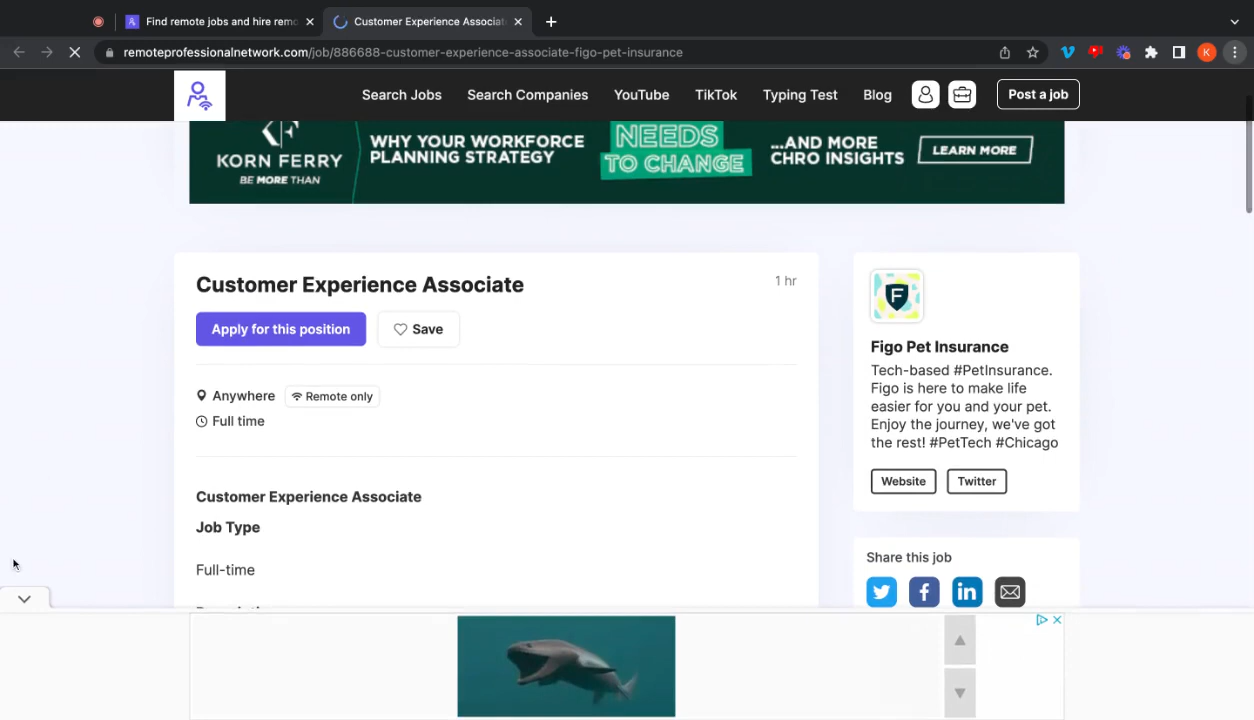 Find remote jobs and hire remo
Customer Experience Associat
remoteprofessionalnetwork.com/job/886688-customer-experience-associate-figo-pet-insurance
K
Search Jobs
Search Companies
YouTube
TikTok
Typing Test
Blog
Post a job
KORN FERRY
BE MORE THAN
WHY YOUR WORKFORCE
PLANNING STRATEGY
NEEDS
TO CHANGE
...AND MORE
CHRO INSIGHTS
LEARN MORE
Customer Experience Associate
1 hr
Apply for this position
Save
Anywhere
Remote only
Full time
Customer Experience Associate
Job Type
Full-time
F
Figo Pet Insurance
Tech-based #PetInsurance.
Figo is here to make life
easier for you and your pet.
Enjoy the journey, we've got
the rest! #PetTech #Chicago
Website
Twitter
Share this job